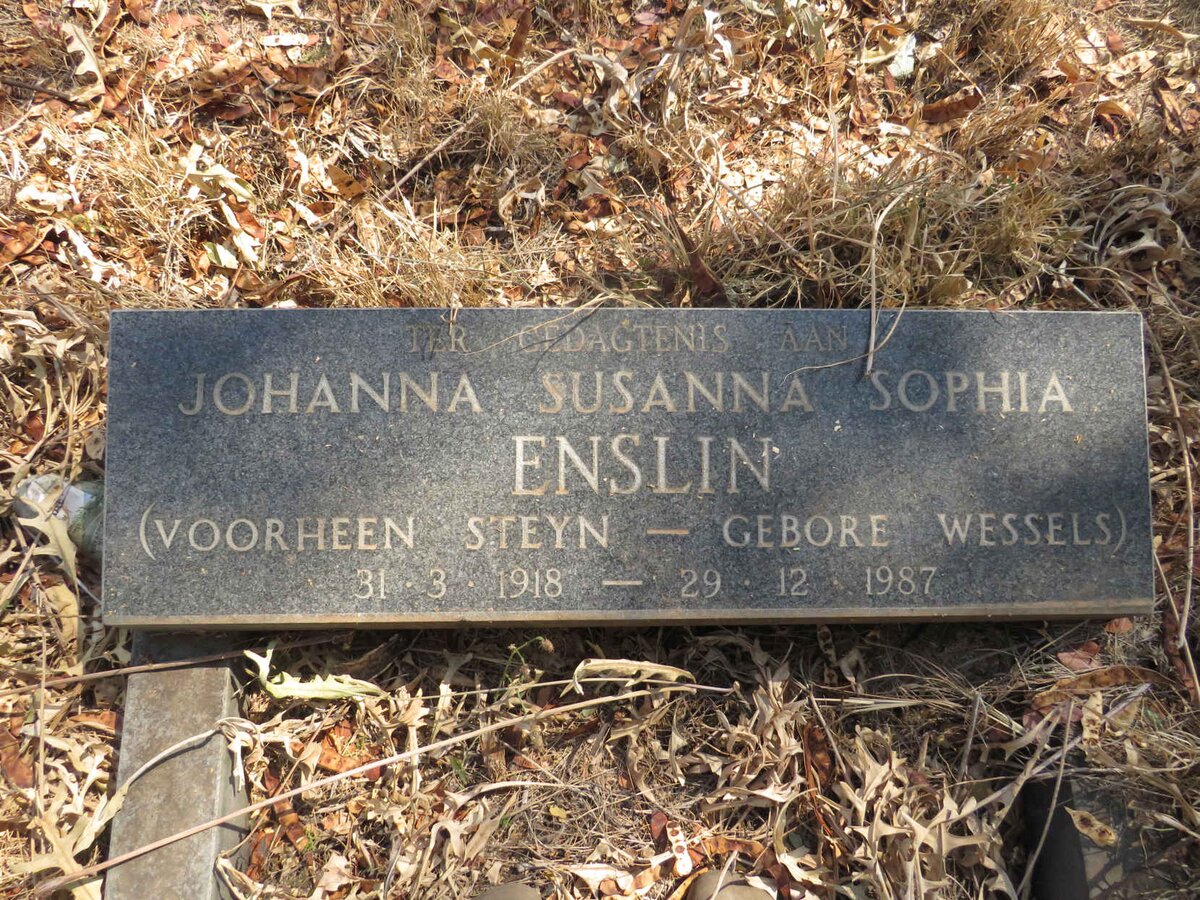 TER GEDAGTENIS AAN
JOHANNA SUSANNA SOPHIA
ENSLIN
(VOORHEEN STEYN — GEBORE WESSELS)
31 · 3 · 1918 — 29 · 12 · 1987